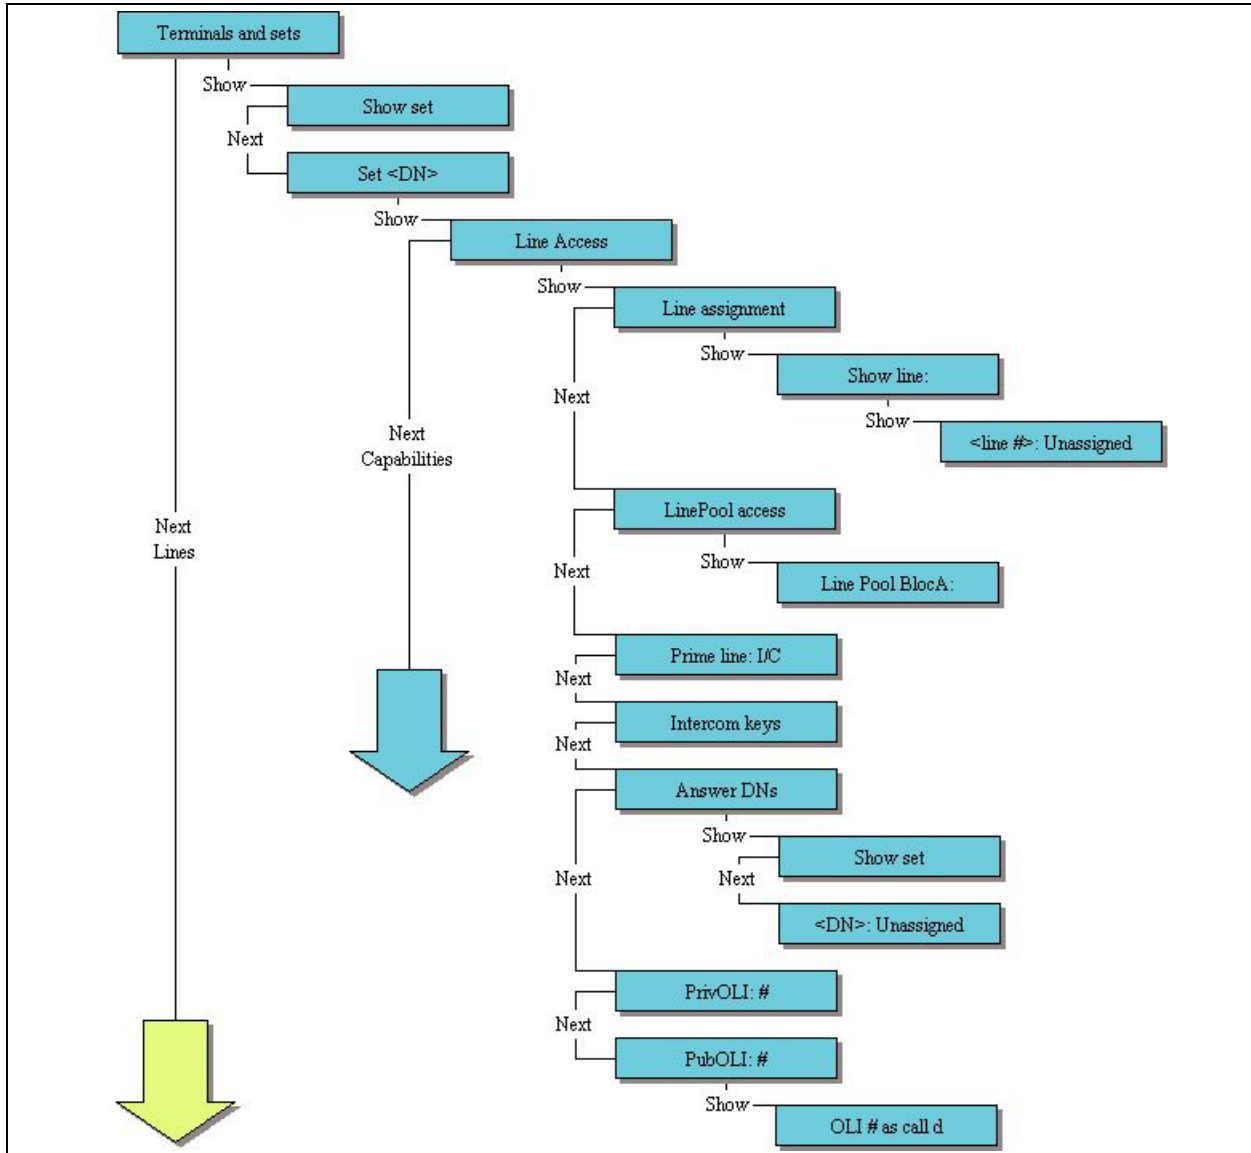 Terminals and sets
Show
Show set
Next
Set <DN>
Show
Line Access
Show
Line assignment
Show
Show line:
Next
Show
<line #>: Unassigned
Next
Capabilities
LinePool access
Next
Lines
Show
Next
Line Pool BlocA:
Prime line: I/C
Next
Intercom keys
Next
Answer DNs
Show
Show set
Next
Next
<DN>: Unassigned
PrivOLI: #
Next
PubOLI: #
Show
OLI # as call d